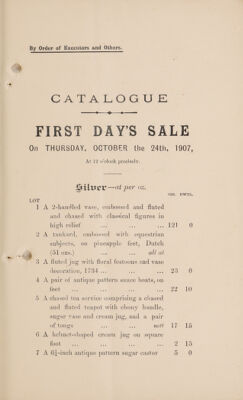 By Order of Executors and Others.
CATALOGUE
FIRST DAY'S SALE
On THURSDAY, OCTOBER the 24th, 1907,
At 12 o'clock precisely.
Silver—at per oz.
OZ. DWTS.
LOT
1 A 2-handled vase, embossed and fluted
and chased with classical figures in
high relief ... ... ... 121 0
2 A tankard, embossed with equestrian
subjects, on pineapple feet, Dutch
(51 ozs.) ... ... all at
3 A fluted jug with floral festoons and vase
decoration, 1734 ... ... ... 23 0
4 A pair of antique pattern sauce boats, on
feet ... ... ... ... 22 10
5 A chased tea service comprising a chased
and fluted teapot with ebony handle,
sugar vase and cream jug, and a pair
of tongs ... ... nett 17 15
6 A helmet-shaped cream jug on square
foot ... ... ... ... 2 15
7 A 6½-inch antique pattern sugar castor 5 0